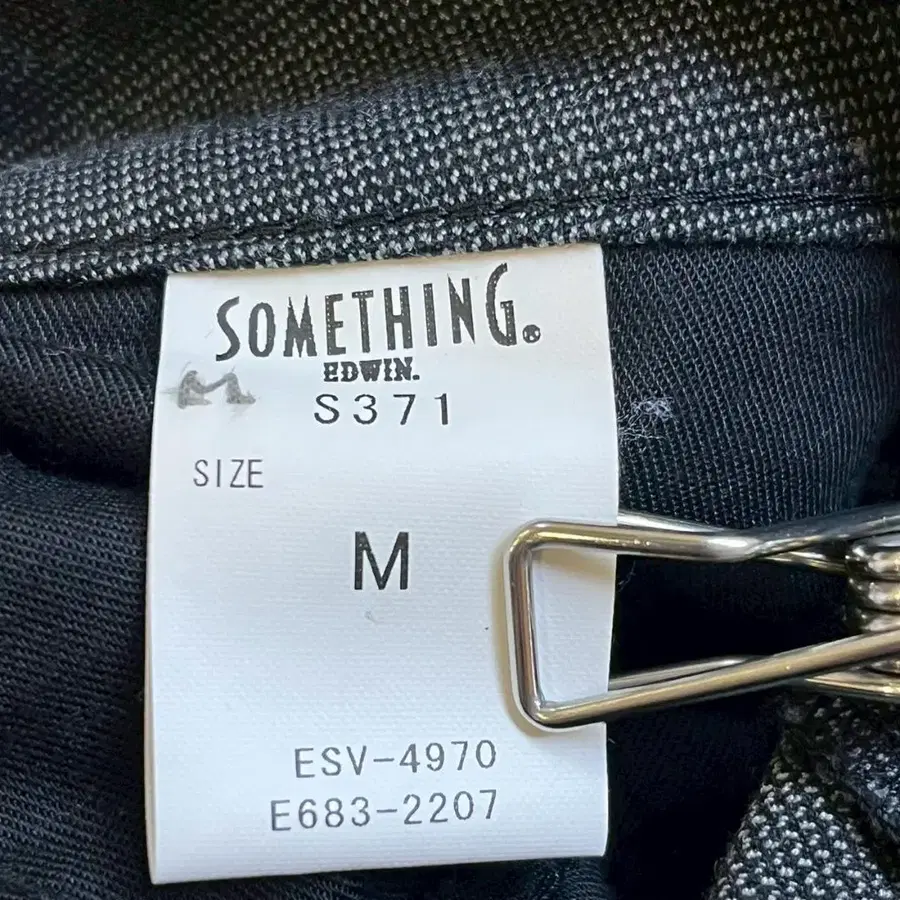 SOMETHING®
EDWIN.
M
S371
SIZE
M
ESV-4970
E683-2207